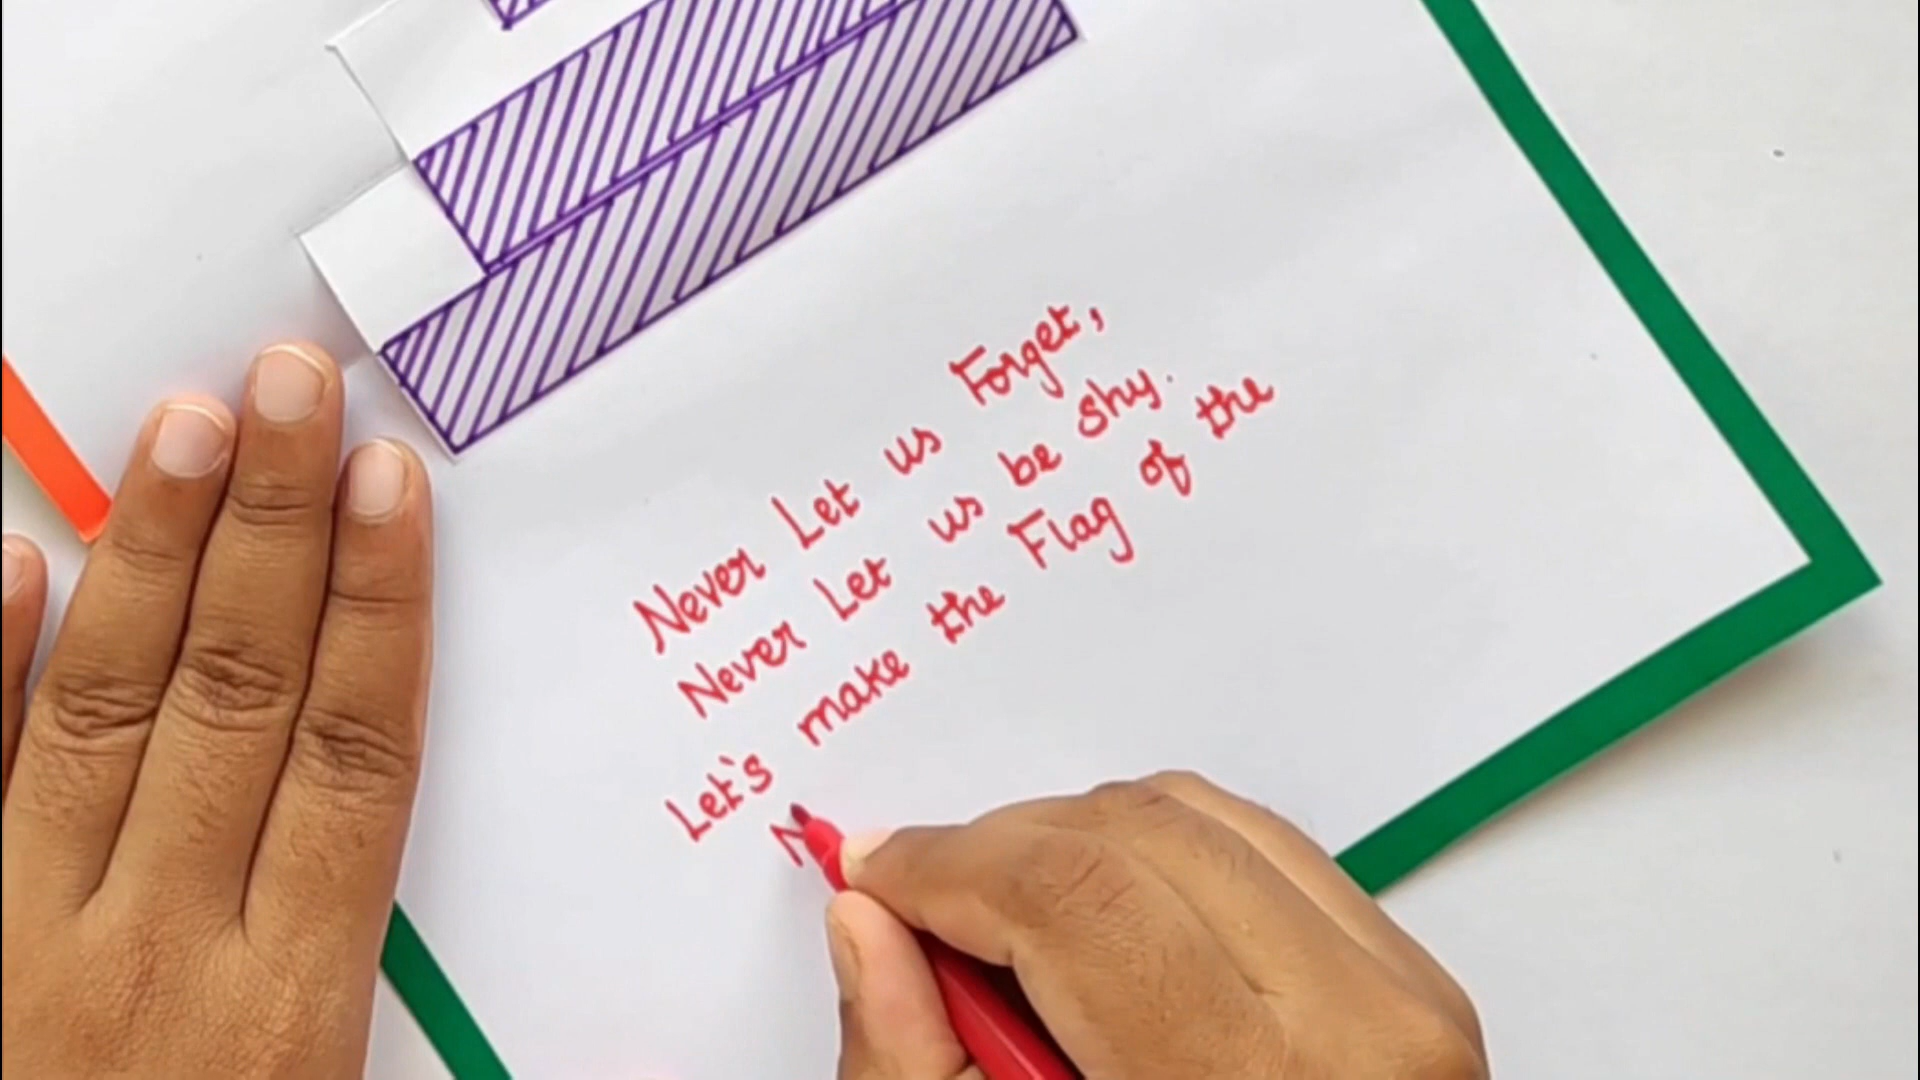 Never Let us Forget,
Never Let us be shy.
Let's make the Flag of the
N